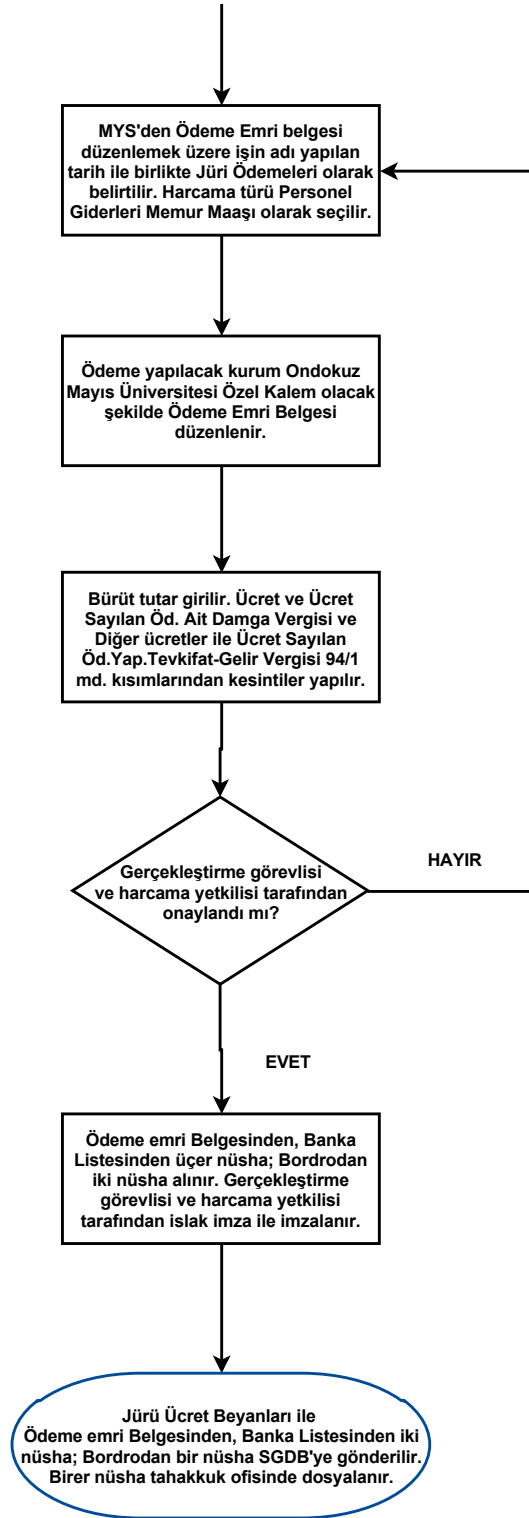 MYS'den Ödeme Emri belgesi
düzenlemek üzere işin adı yapılan
tarih ile birlikte Jüri Ödemeleri olarak
belirtilir. Harcama türü Personel
Giderleri Memur Maaşı olarak seçilir.
Ödeme yapılacak kurum Ondokuz
Mayıs Üniversitesi Özel Kalem olacak
şekilde Ödeme Emri Belgesi
düzenlenir.
Bürüt tutar girilir. Ücret ve Ücret
Sayılan Öd. Ait Damga Vergisi ve
Diğer ücretler ile Ücret Sayılan
Öd.Yap.Tevkifat-Gelir Vergisi 94/1
md. kısımlarından kesintiler yapılır.
Gerçekleştirme görevlisi
ve harcama yetkilisi tarafından
onaylandı mı?
HAYIR
EVET
Ödeme emri Belgesinden, Banka
Listesinden üçer nüsha; Bordrodan
iki nüsha alınır. Gerçekleştirme
görevlisi ve harcama yetkilisi
tarafından islak imza ile imzalanır.
Jürü Ücret Beyanları ile
Ödeme emri Belgesinden, Banka Listesinden iki
nüsha; Bordrodan bir nüsha SGDB'ye gönderilir.
Birer nüsha tahakkuk ofisinde dosyalanır.